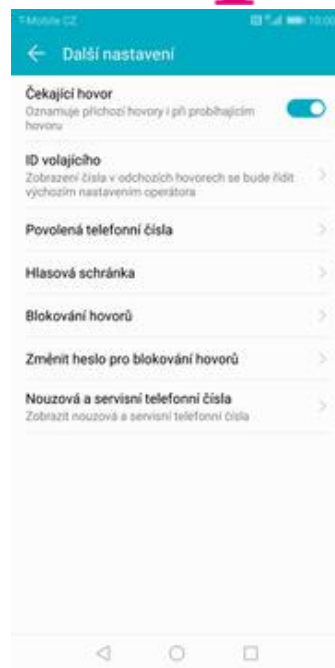 T-Mobile CZ 10:00
Další nastavení
Čekající hovor
Oznamuje příchozí hovory i při probíhajícím
hovoru
ID volajícího
Zobrazení čísla v odchozích hovorech se bude řídit
výchozím nastavením operátora
Povolená telefonní čísla
Hlasová schránka
Blokování hovorů
Změnit heslo pro blokování hovorů
Nouzová a servisní telefonní čísla
Zobrazit nouzová a servisní telefonní čísla